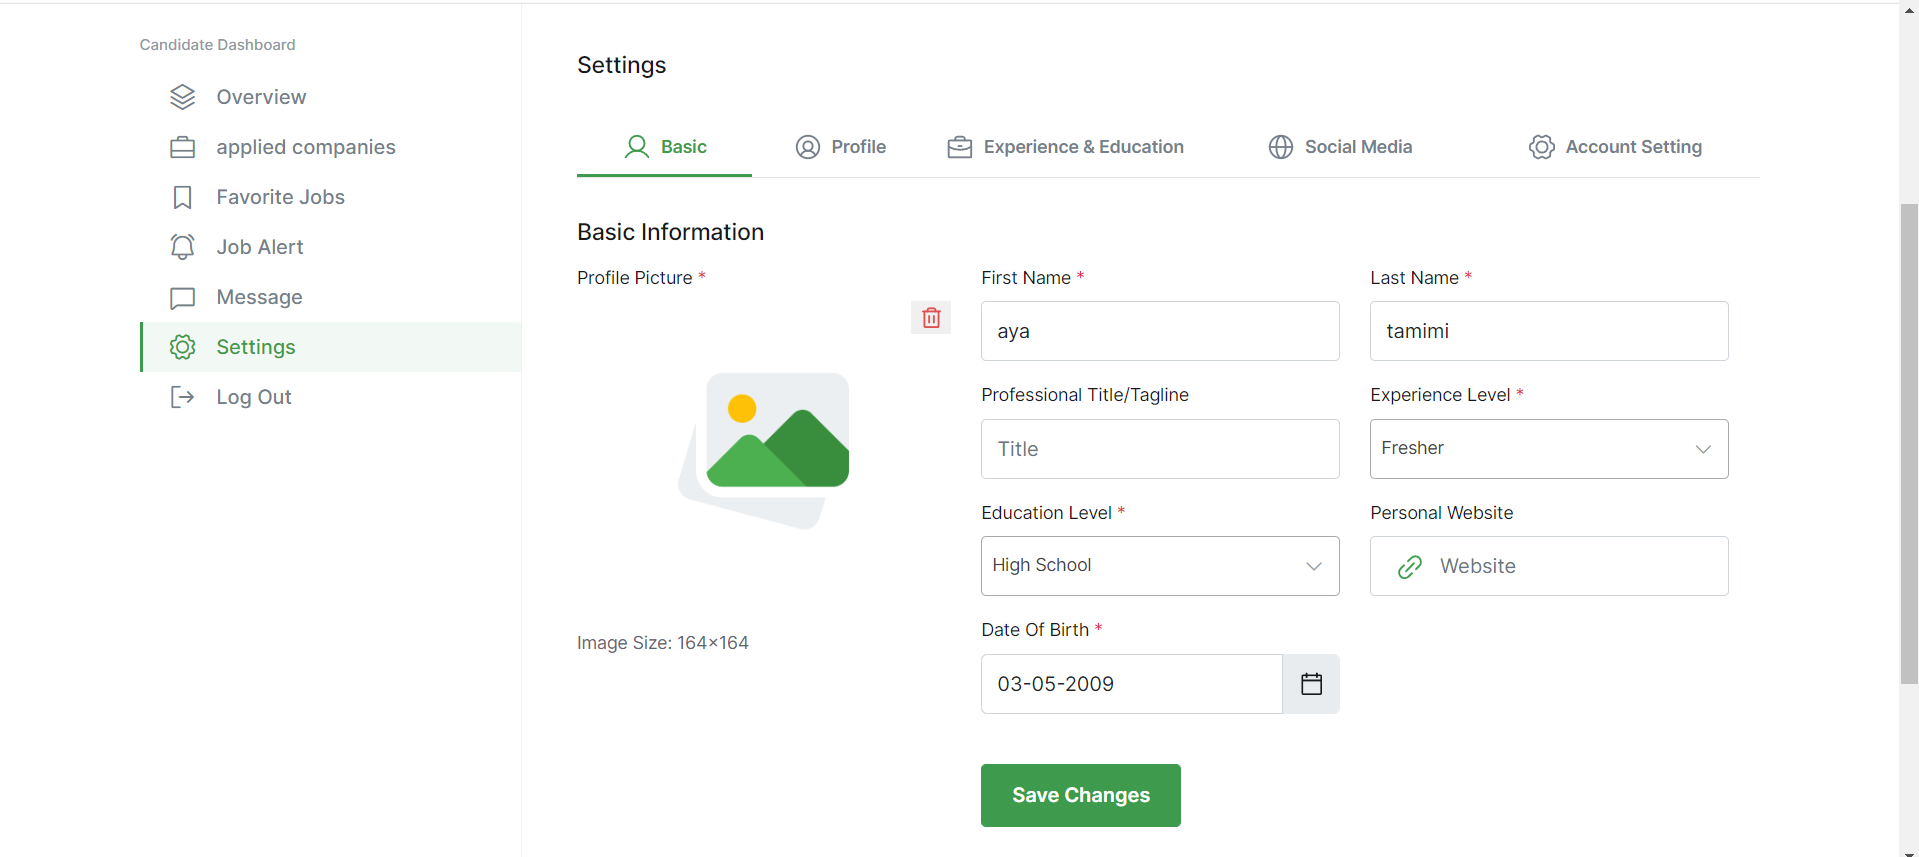 Candidate Dashboard
Overview
applied companies
Favorite Jobs
Job Alert
Message
Settings
Log Out
Settings
Basic
Profile
Experience & Education
Social Media
Account Setting
Basic Information
Profile Picture *
Image Size: 164×164
First Name *
aya
Last Name *
tamimi
Professional Title/Tagline
Title
Experience Level *
Fresher
Education Level *
High School
Personal Website
Website
Date Of Birth *
03-05-2009
Save Changes